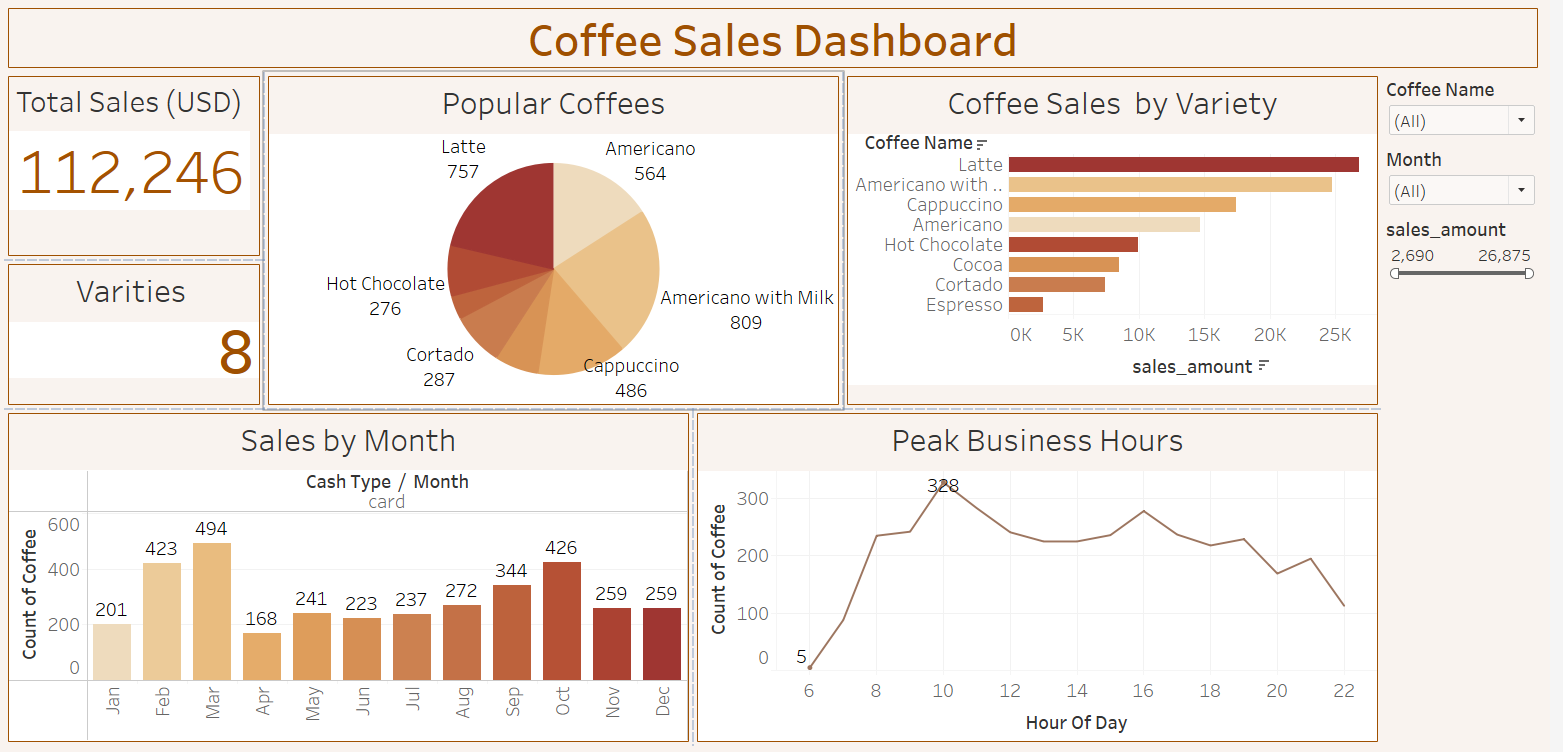 Coffee Sales Dashboard
Total Sales (USD)
112,246
Varities
8
Popular Coffees
Latte
757
Americano
564
Hot Chocolate
276
Americano with Milk
809
Cortado
287
Cappuccino
486
Coffee Sales by Variety
Coffee Name
Latte
Americano with ..
Cappuccino
Americano
Hot Chocolate
Cocoa
Cortado
Espresso
0K 5K 10K 15K 20K 25K
sales_amount
Coffee Name
(All)
Month
(All)
sales_amount
2,690 26,875
Sales by Month
Cash Type / Month
card
Count of Coffee
600
400
200
0
201 423 494 168 241 223 237 272 344 426 259 259
Jan Feb Mar Apr May Jun Jul Aug Sep Oct Nov Dec
Peak Business Hours
Count of Coffee
300
200
100
0
328
5
6 8 10 12 14 16 18 20 22
Hour Of Day